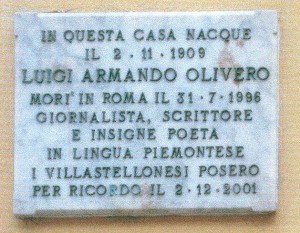 IN QUESTA CASA NACQUE
IL 2-11-1909
LUIGI ARMANDO OLIVERO
MORI' IN ROMA IL 31-7-1996
GIORNALISTA, SCRITTORE
E INSIGNE POETA
IN LINGUA PIEMONTESE
I VILLASTELLONESI POSERO
PER RICORDO IL 2-12-2001